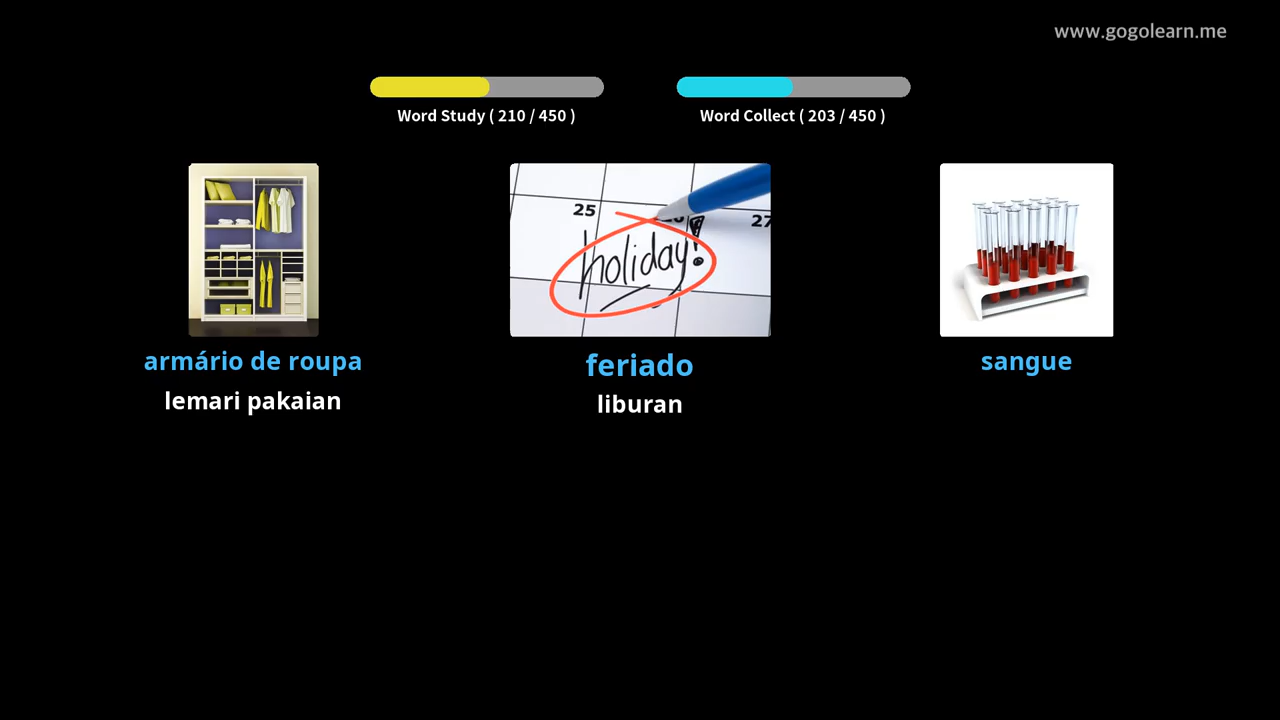 www.gogolearn.me
Word Study ( 210 / 450 )
Word Collect ( 203 / 450 )
25
27
holiday!
armário de roupa
feriado
sangue
lemari pakaian
liburan